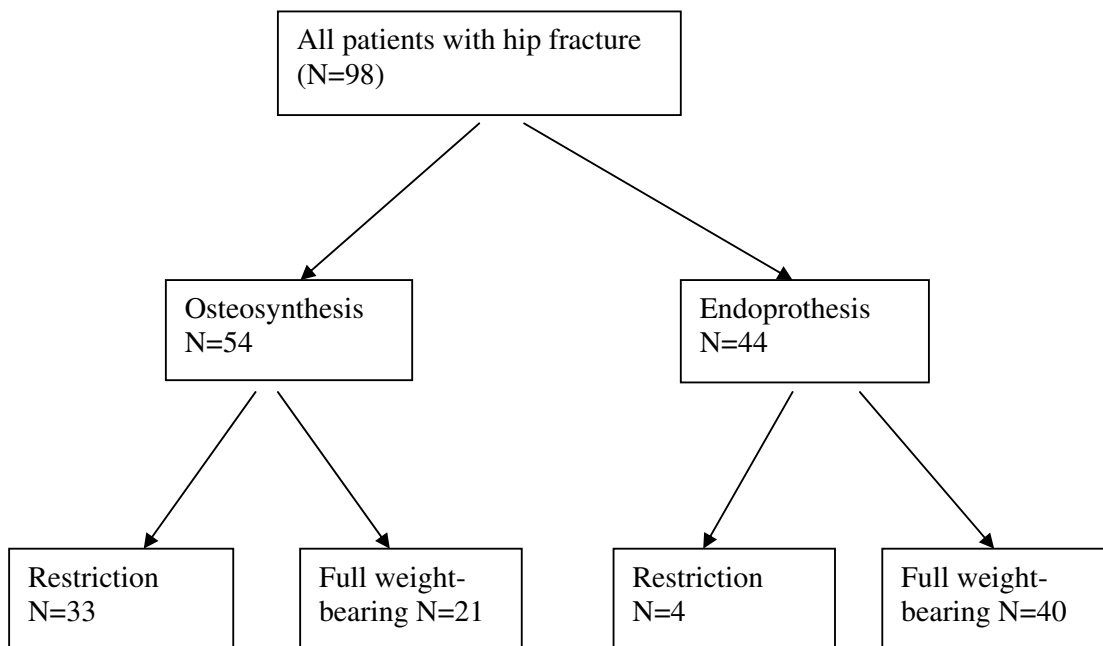 All patients with hip fracture
(N=98)
Osteosynthesis
N=54
Endoprothesis
N=44
Restriction
N=33
Full weight-
bearing N=21
Restriction
N=4
Full weight-
bearing N=40